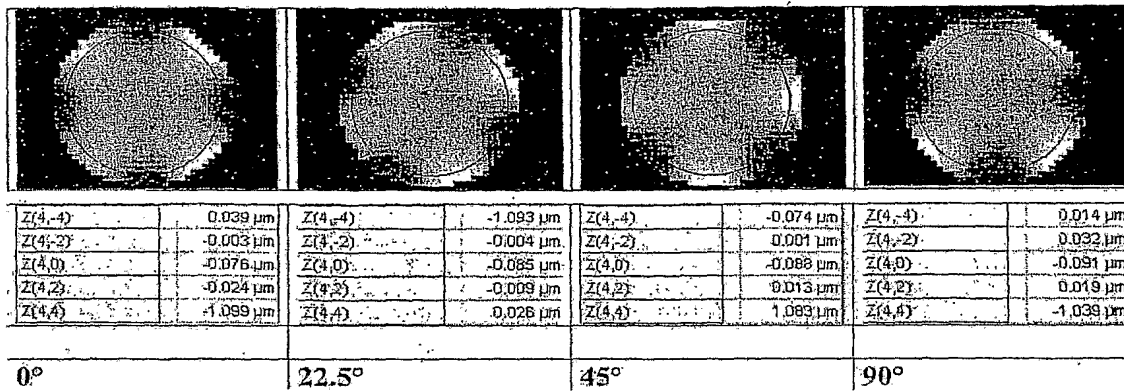 Z(4,-4) 0.039 µm Z(4,-4) -1.093 µm Z(4,-4) -0.074 µm Z(4,-4) 0.014 µm
Z(4,-2) -0.003 µm Z(4,-2) -0.004 µm Z(4,-2) 0.001 µm Z(4,-2) 0.032 µm
Z(4,0) -0.076 µm Z(4,0) -0.085 µm Z(4,0) -0.088 µm Z(4,0) -0.091 µm
Z(4,2) -0.024 µm Z(4,2) -0.009 µm Z(4,2) 0.013 µm Z(4,2) 0.019 µm
Z(4,4) -1.099 µm Z(4,4) 0.026 µm Z(4,4) 1.083 µm Z(4,4) -1.039 µm
0° 22.5° 45° 90°